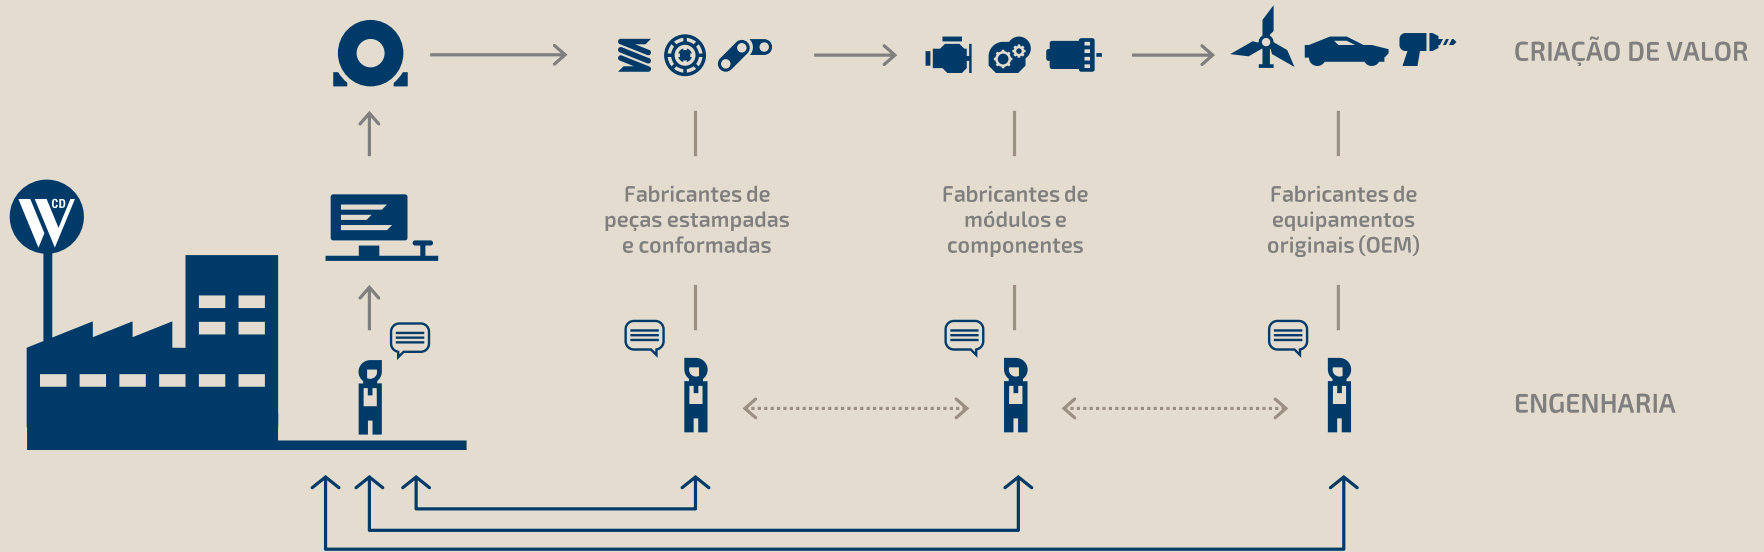 CRIAÇÃO DE VALOR
W CD
Fabricantes de
peças estampadas
e conformadas
Fabricantes de
módulos e
componentes
Fabricantes de
equipamentos
originais (OEM)
ENGENHARIA